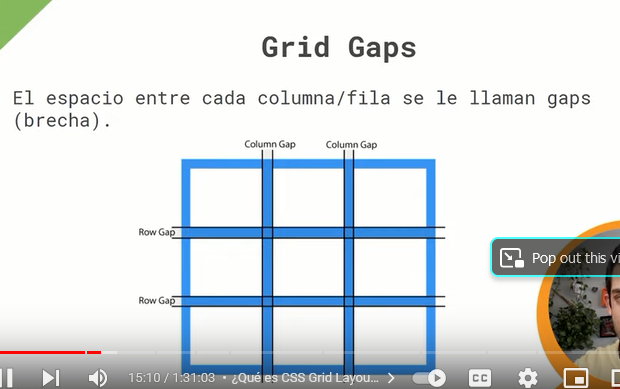 Grid Gaps
El espacio entre cada columna/fila se le llaman gaps
(brecha).
Column Gap
Column Gap
Row Gap
Row Gap
Pop out this vi
15:10 / 1:31:03 • ¿Qué es CSS Grid Layou...
CC